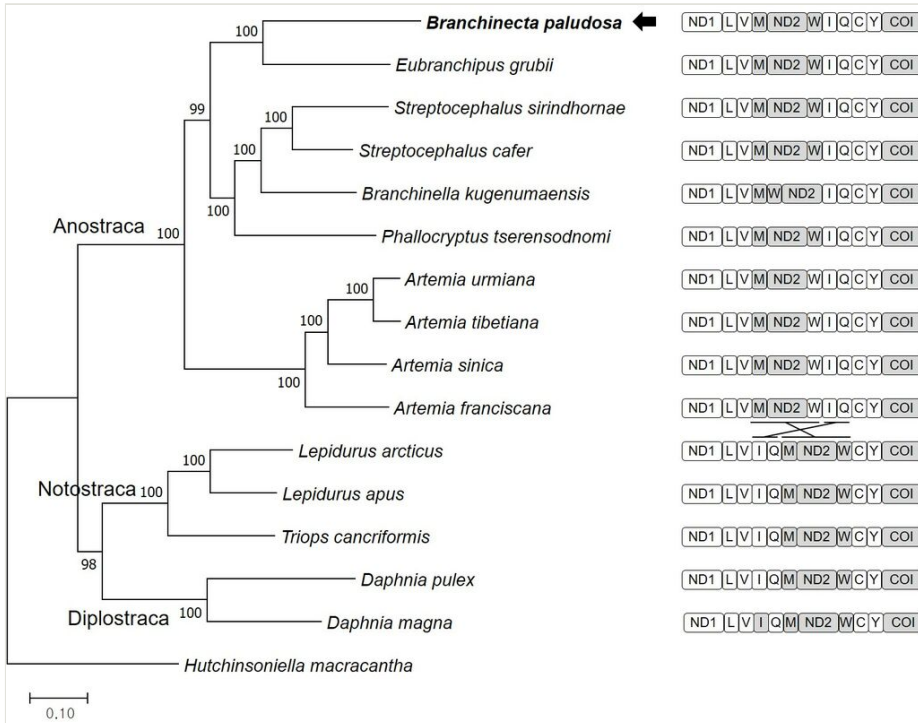 Branchinecta paludosa ND1 L V M ND2 W I Q C Y COI
100
Eubranchipus grubii ND1 L V M ND2 W I Q C Y COI
99
Streptocephalus sirindhornae ND1 L V M ND2 W I Q C Y COI
100
Streptocephalus cafer ND1 L V M ND2 W I Q C Y COI
100
Branchinella kugenumaensis ND1 L V M W ND2 I Q C Y COI
100
Phallocryptus tserensodnomi ND1 L V M ND2 W I Q C Y COI
Anostraca
100
Artemia urmiana ND1 L V M ND2 W I Q C Y COI
100
Artemia tibetiana ND1 L V M ND2 W I Q C Y COI
100
Artemia sinica ND1 L V M ND2 W I Q C Y COI
100
Artemia franciscana ND1 L V M ND2 W I Q C Y COI
Lepidurus arcticus ND1 L V I Q M ND2 W C Y COI
100
Notostraca
100
Lepidurus apus ND1 L V I Q M ND2 W C Y COI
Triops cancriformis ND1 L V I Q M ND2 W C Y COI
98
Daphnia pulex ND1 L V I Q M ND2 W C Y COI
Diplostraca
100
Daphnia magna ND1 L V I Q M ND2 W C Y COI
Hutchinsoniella macracantha
0.10